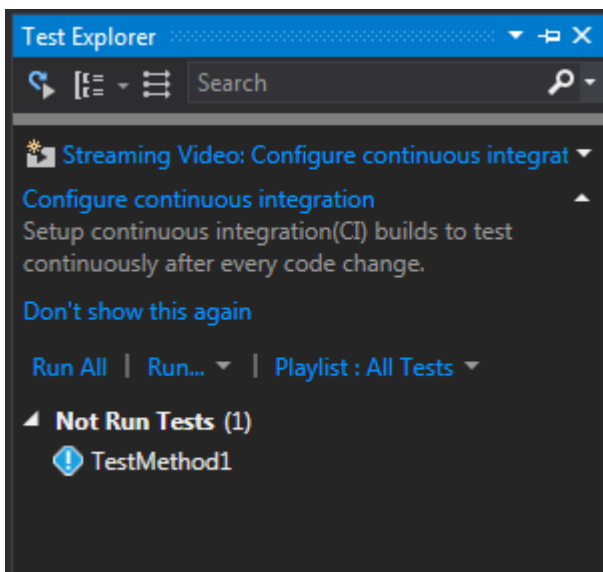 Test Explorer
Search
Streaming Video: Configure continuous integrat
Configure continuous integration
Setup continuous integration(CI) builds to test
continuously after every code change.
Don't show this again
Run All | Run... | Playlist : All Tests
Not Run Tests (1)
TestMethod1